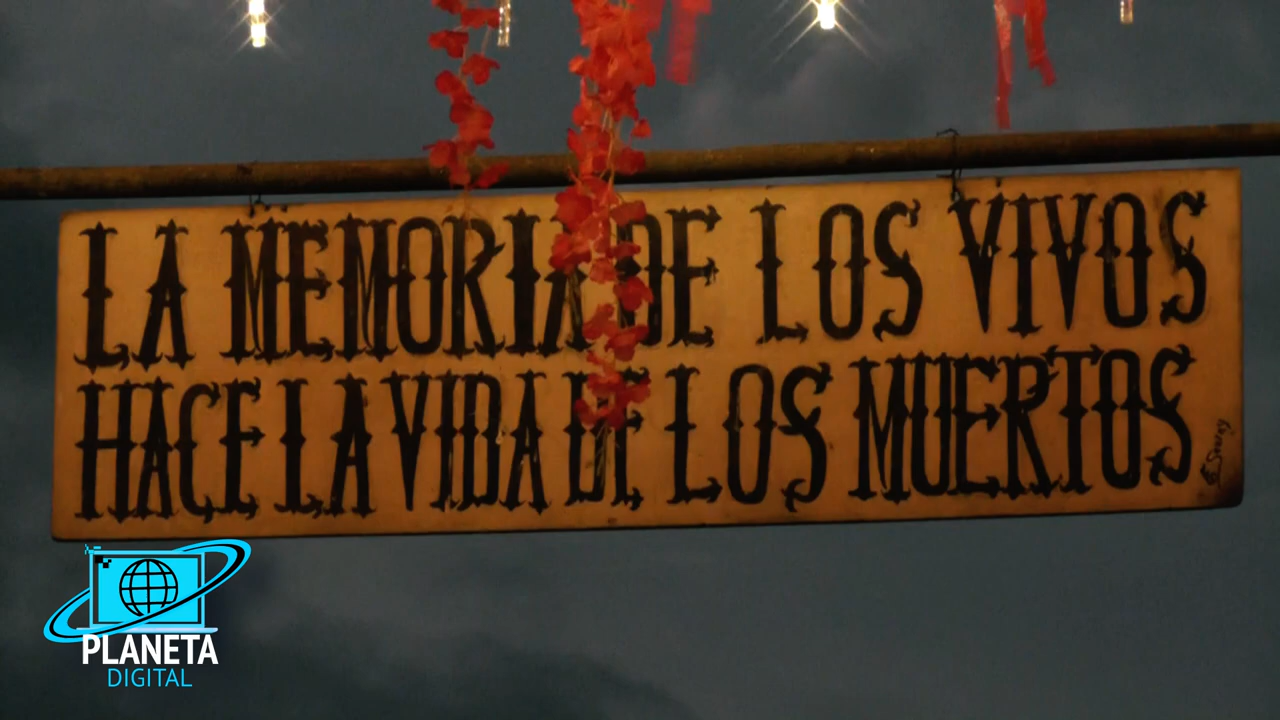 LA MEMORIA DE LOS VIVOS
HACE LA VIDA DE LOS MUERTOS
PLANETA
DIGITAL